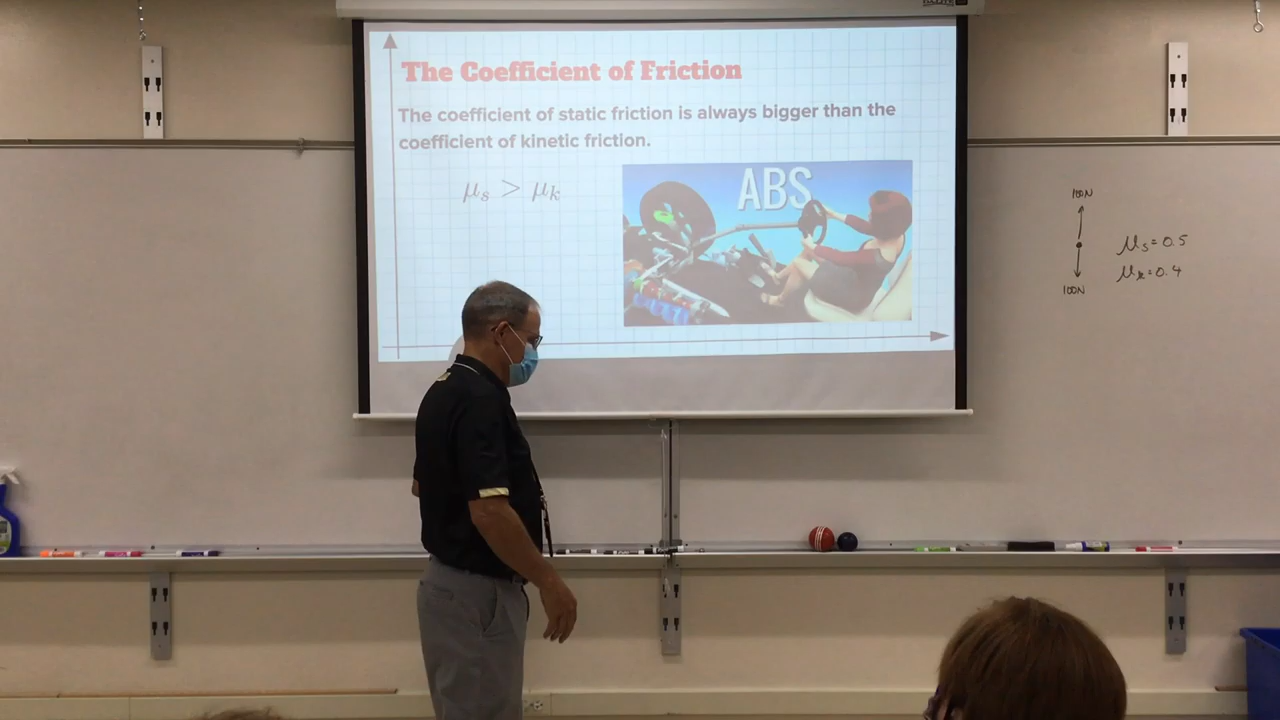 The Coefficient of Friction
The coefficient of static friction is always bigger than the
coefficient of kinetic friction.
μₛ > μₖ
ABS
100N
μₛ=0.5
μₖ=0.4
100N